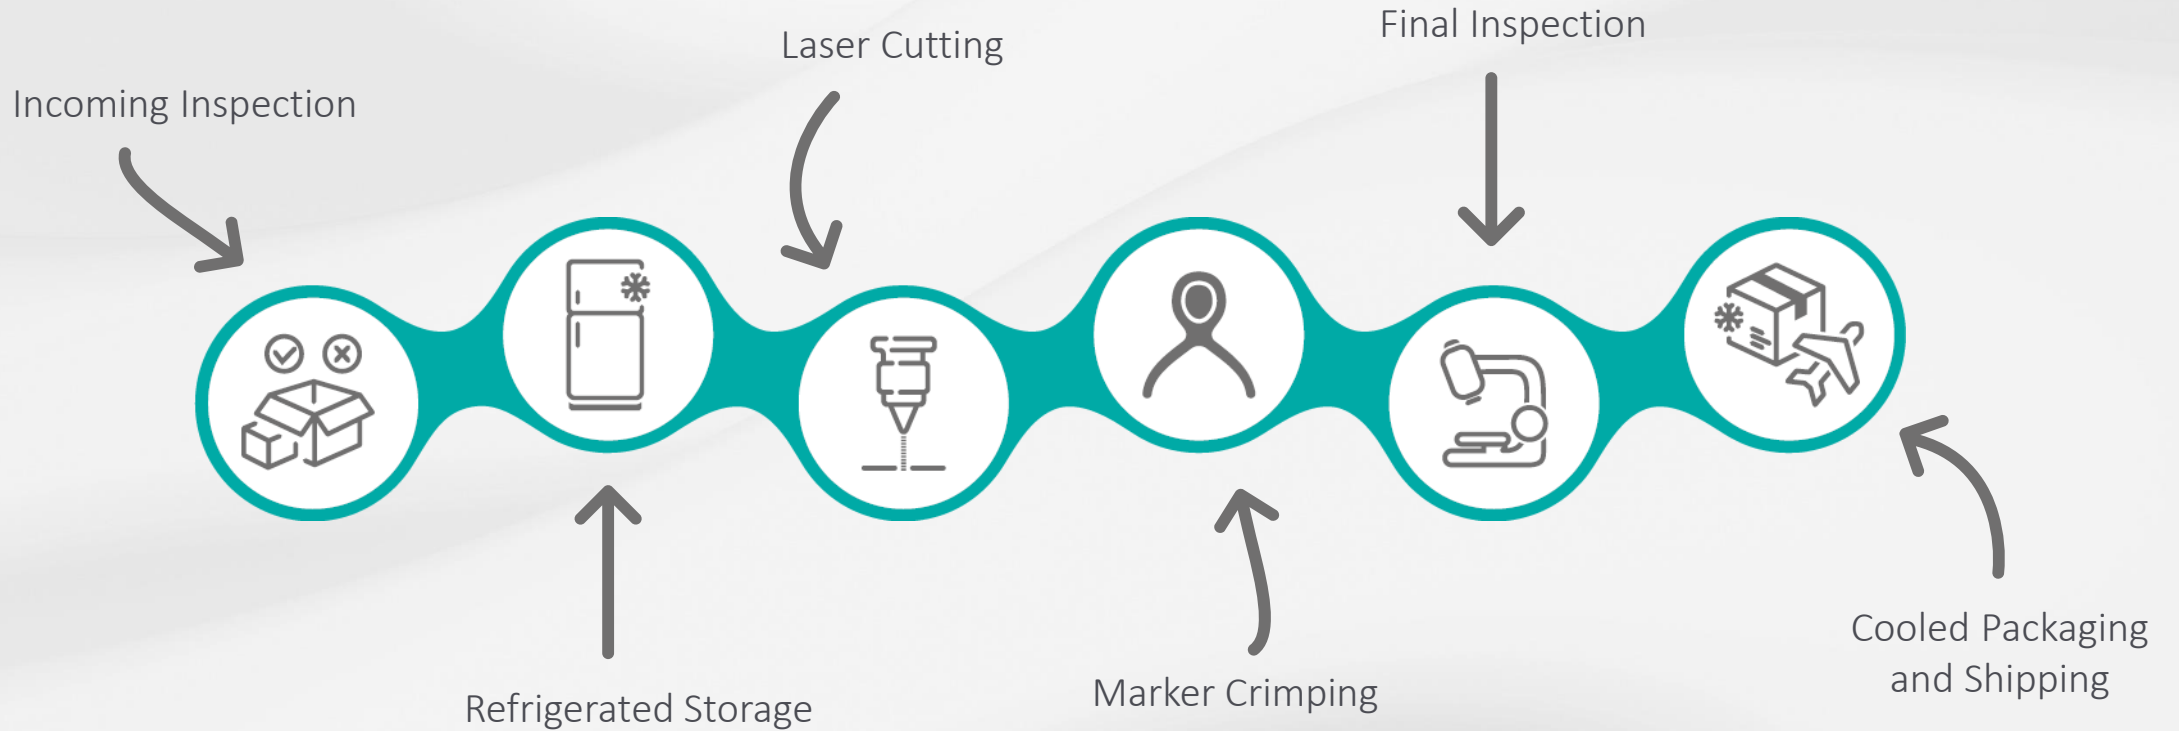 Incoming Inspection
Refrigerated Storage
Laser Cutting
Marker Crimping
Final Inspection
Cooled Packaging
and Shipping